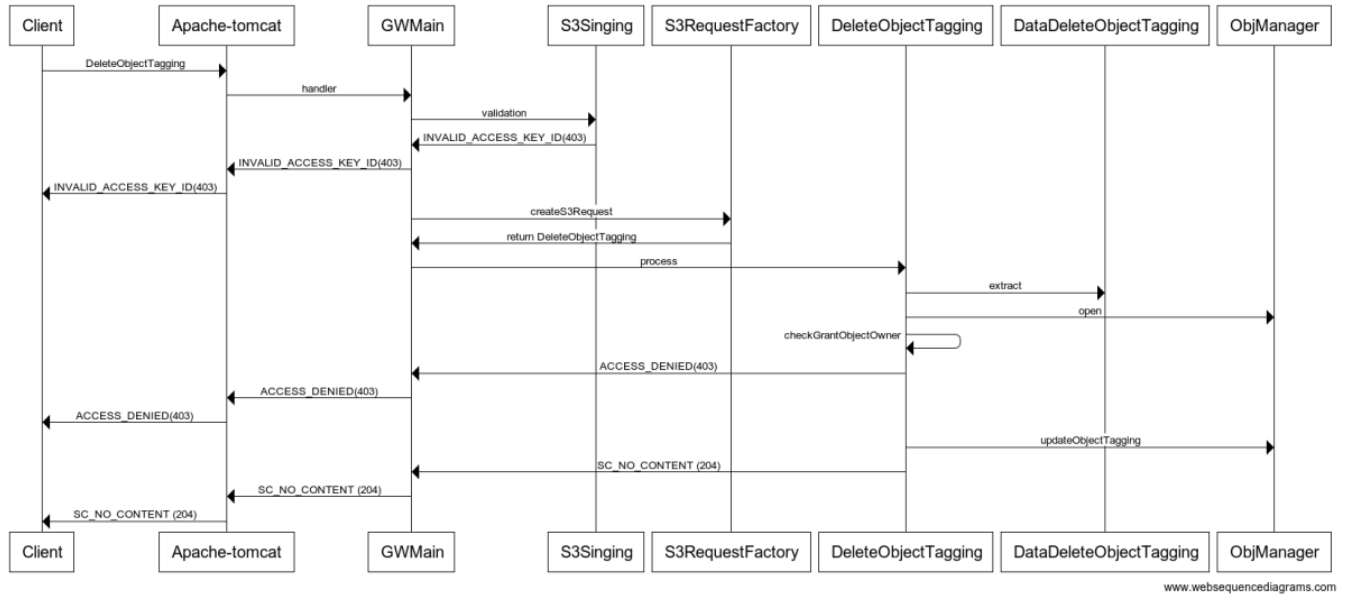 Client Apache-tomcat GWMain S3Singing S3RequestFactory DeleteObjectTagging DataDeleteObjectTagging ObjManager
DeleteObjectTagging
handler
validation
INVALID_ACCESS_KEY_ID(403)
INVALID_ACCESS_KEY_ID(403)
INVALID_ACCESS_KEY_ID(403)
createS3Request
return DeleteObjectTagging
process
extract
open
checkGrantObjectOwner
ACCESS_DENIED(403)
ACCESS_DENIED(403)
ACCESS_DENIED(403)
updateObjectTagging
SC_NO_CONTENT (204)
SC_NO_CONTENT (204)
SC_NO_CONTENT (204)
Client Apache-tomcat GWMain S3Singing S3RequestFactory DeleteObjectTagging DataDeleteObjectTagging ObjManager
www.websequencediagrams.com